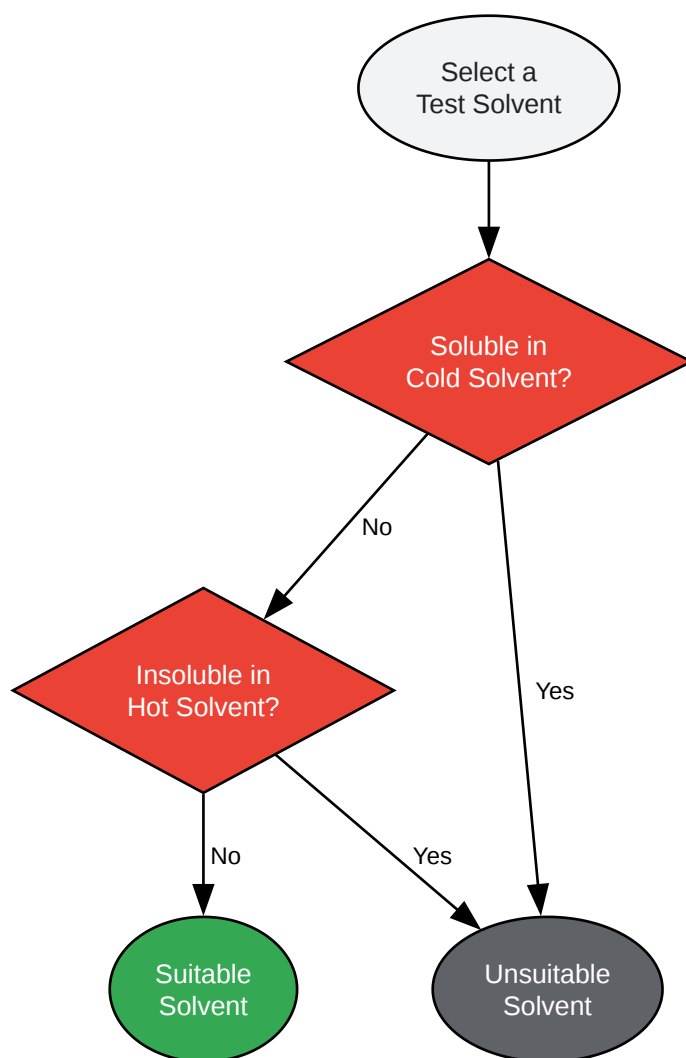 Select a
Test Solvent
Soluble in
Cold Solvent?
No
Insoluble in
Hot Solvent?
Yes
No
Yes
Suitable
Solvent
Unsuitable
Solvent